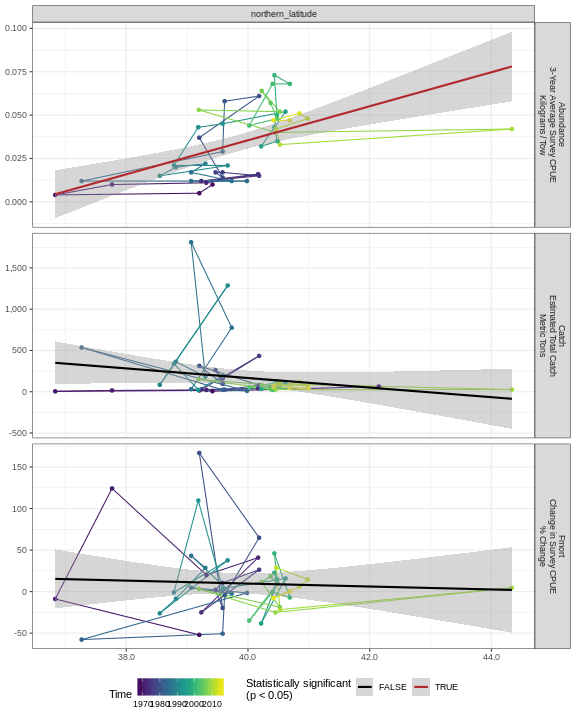 northern_latitude
0.100
0.075
0.050
0.025
0.000
Abundance
3-Year Average Survey CPUE
Kilograms/Tow
1,500
1,000
500
0
-500
Catch
Estimated Total Catch
Metric Tons
150
100
50
0
-50
Fmort
Change in Survey CPUE
% Change
38.0
40.0
42.0
44.0
Time
1970
1980
1990
2000
2010
Statistically significant
(p < 0.05)
FALSE
TRUE